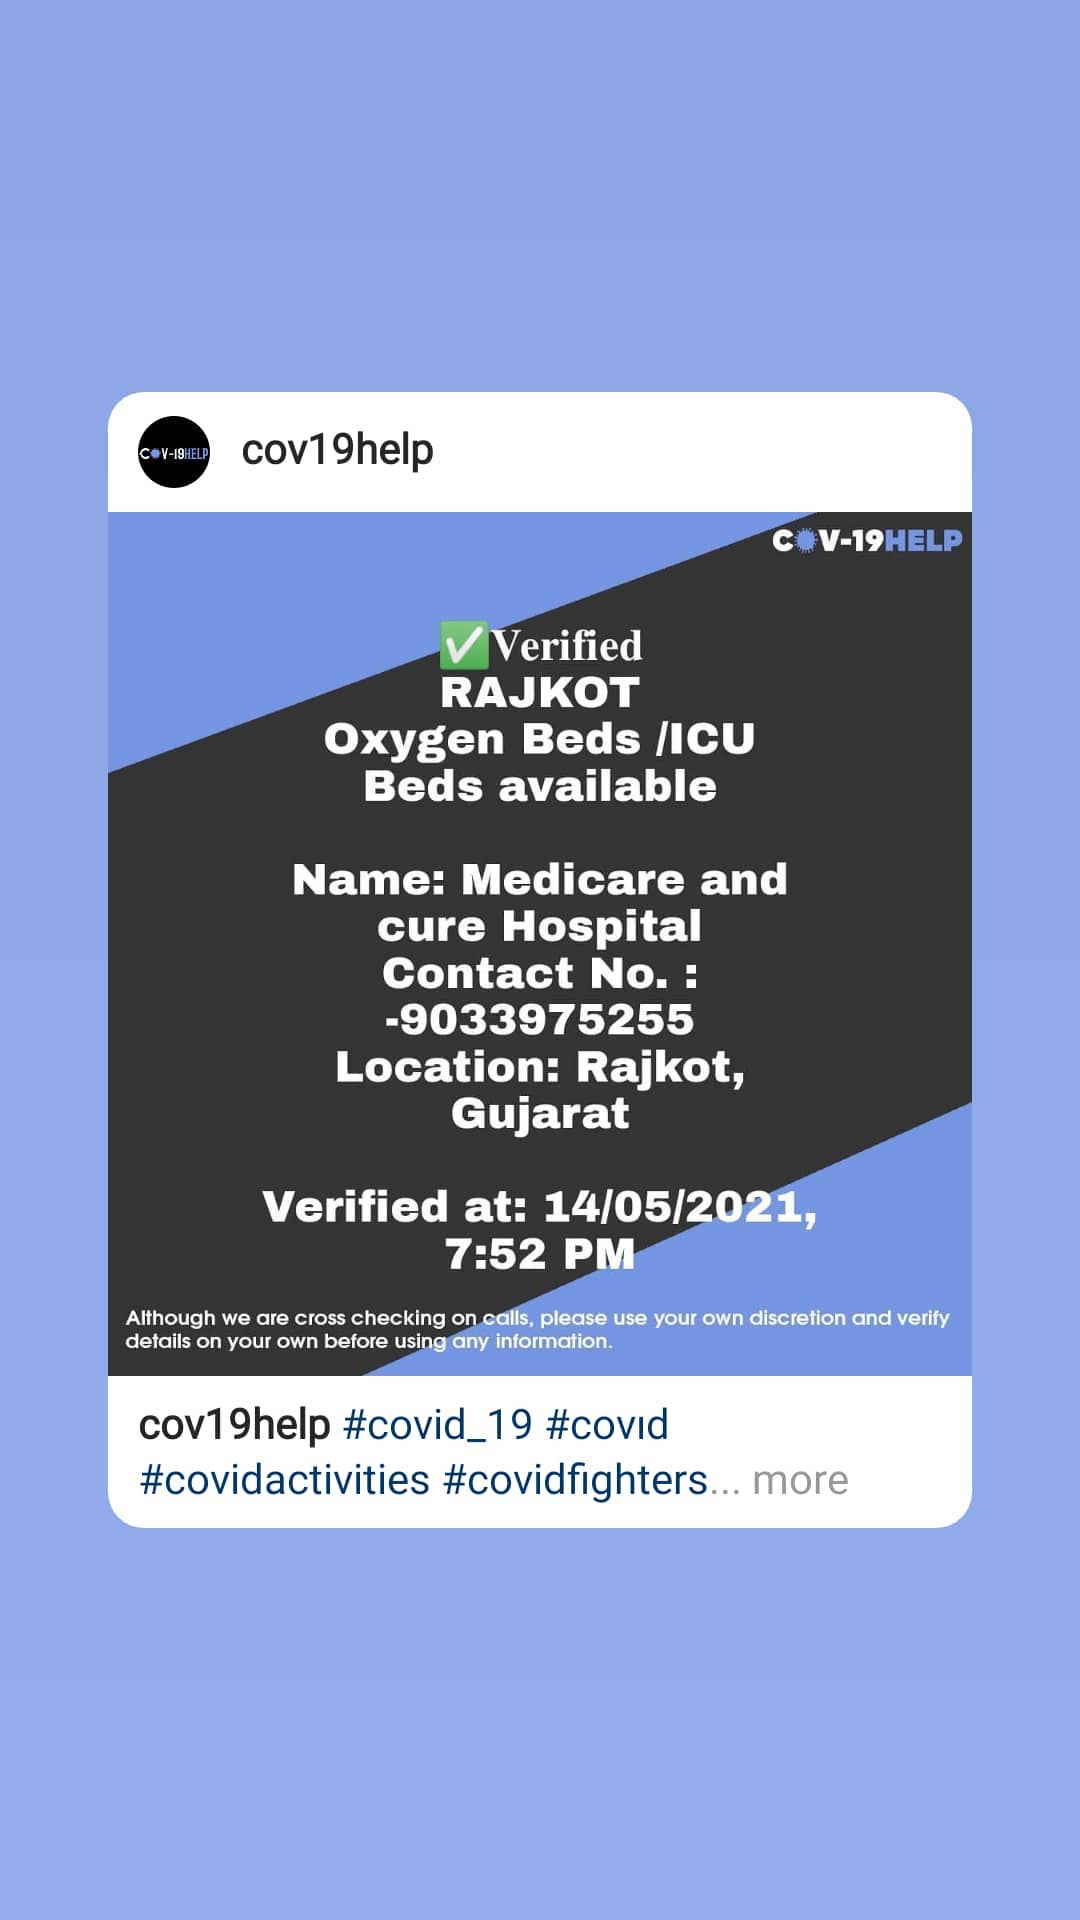 COV-19HELP
cov19help
COV-19HELP
✅Verified
RAJKOT
Oxygen Beds /ICU
Beds available
Name: Medicare and
cure Hospital
Contact No. :
-9033975255
Location: Rajkot,
Gujarat
Verified at: 14/05/2021,
7:52 PM
Although we are cross checking on calls, please use your own discretion and verify
details on your own before using any information.
cov19help #covid_19 #covıd
#covidactivities #covidfighters... more